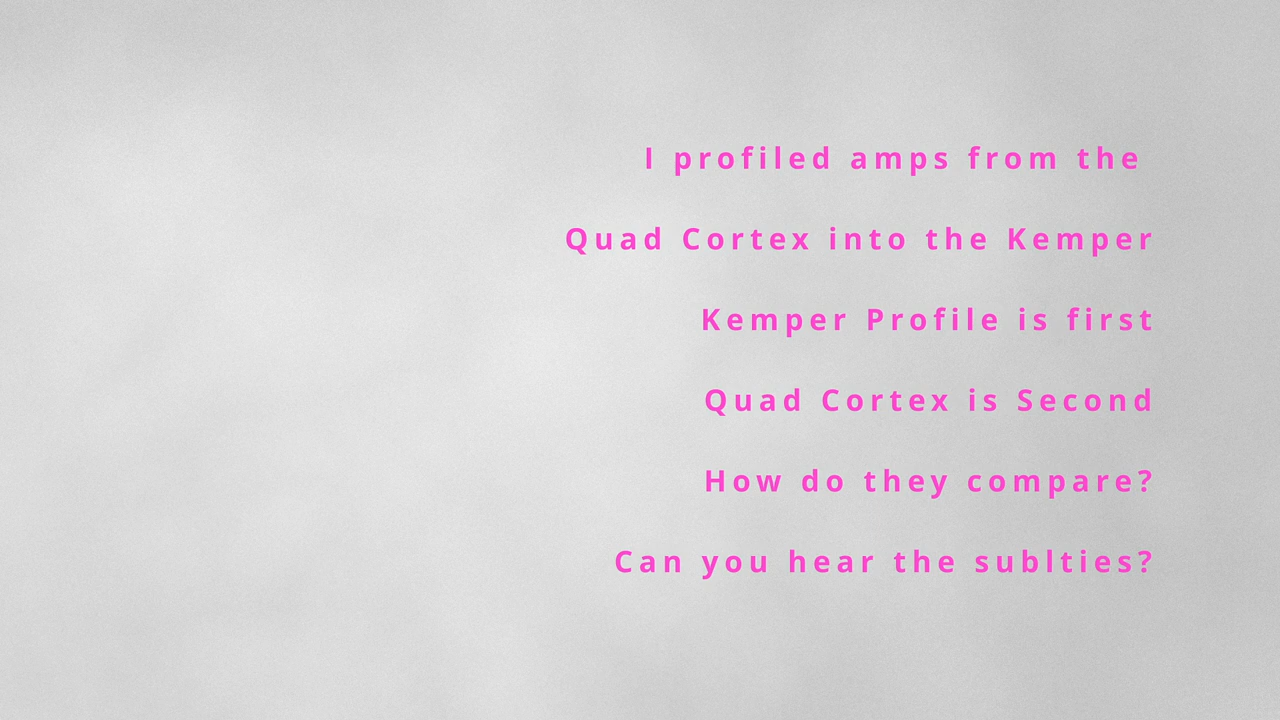 I profiled amps from the
Quad Cortex into the Kemper
Kemper Profile is first
Quad Cortex is Second
How do they compare?
Can you hear the sublties?